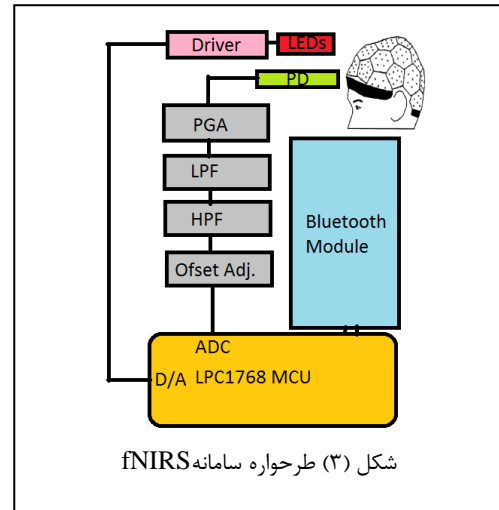 Driver
LEDs
PD
PGA
LPF
HPF
Ofset Adj.
Bluetooth
Module
ADC
D/A LPC1768 MCU
شکل (۳) طرحواره سامانه fNIRS